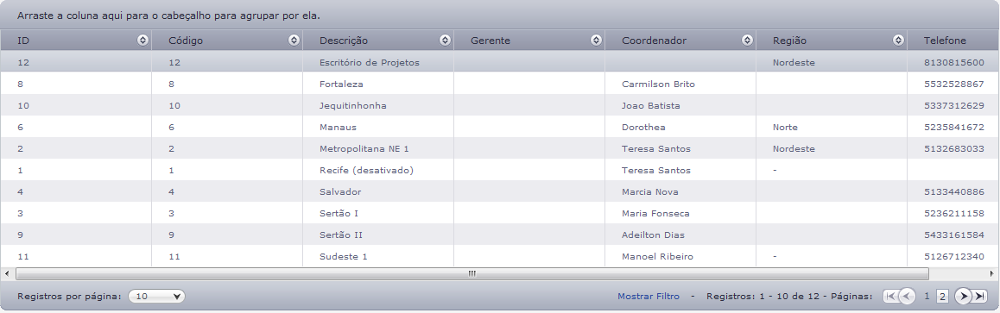 Arraste a coluna aqui para o cabeçalho para agrupar por ela.
ID Código Descrição Gerente Coordenador Região Telefone
12 12 Escritório de Projetos Nordeste 8130815600
8 8 Fortaleza Carmilson Brito 5532528867
10 10 Jequitinhonha Joao Batista 5337312629
6 6 Manaus Dorothea Norte 5235841672
2 2 Metropolitana NE 1 Teresa Santos Nordeste 5132683033
1 1 Recife (desativado) Teresa Santos -
4 4 Salvador Marcia Nova 5133440886
3 3 Sertão I Maria Fonseca 5236211158
9 9 Sertão II Adeilton Dias 5433161584
11 11 Sudeste 1 Manoel Ribeiro - 5126712340
Registros por página: 10 Mostrar Filtro - Registros: 1 - 10 de 12 - Páginas: 1 2